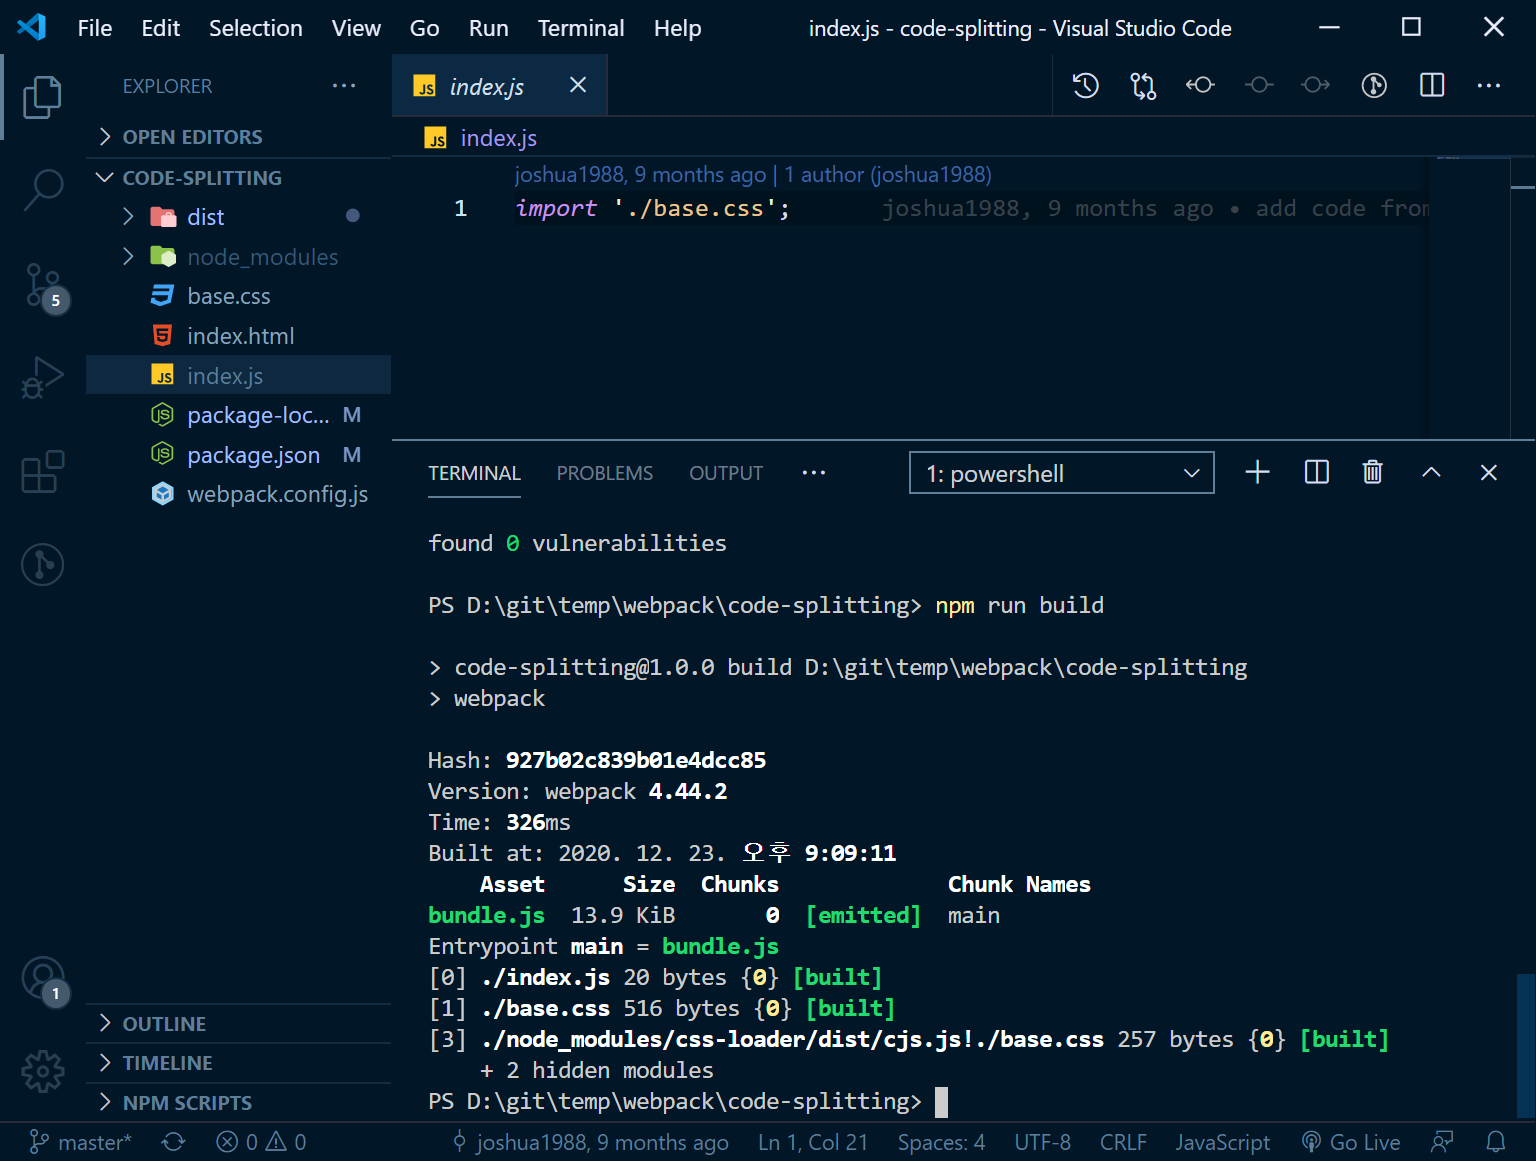 File Edit Selection View Go Run Terminal Help index.js - code-splitting - Visual Studio Code
EXPLORER
OPEN EDITORS
CODE-SPLITTING
dist
node_modules
base.css
index.html
index.js
package-loc... M
package.json M
webpack.config.js
OUTLINE
TIMELINE
NPM SCRIPTS
5
1
JS index.js
JS index.js
joshua1988, 9 months ago | 1 author (joshua1988)
1 import './base.css'; joshua1988, 9 months ago • add code from
TERMINAL PROBLEMS OUTPUT ··· 1: powershell
found 0 vulnerabilities
PS D:\git\temp\webpack\code-splitting> npm run build
> code-splitting@1.0.0 build D:\git\temp\webpack\code-splitting
> webpack
Hash: 927b02c839b01e4dcc85
Version: webpack 4.44.2
Time: 326ms
Built at: 2020. 12. 23. 오후 9:09:11
Asset Size Chunks Chunk Names
bundle.js 13.9 KiB 0 [emitted] main
Entrypoint main = bundle.js
[0] ./index.js 20 bytes {0} [built]
[1] ./base.css 516 bytes {0} [built]
[3] ./node_modules/css-loader/dist/cjs.js!./base.css 257 bytes {0} [built]
+ 2 hidden modules
PS D:\git\temp\webpack\code-splitting>
master* 0 0 joshua1988, 9 months ago Ln 1, Col 21 Spaces: 4 UTF-8 CRLF JavaScript Go Live